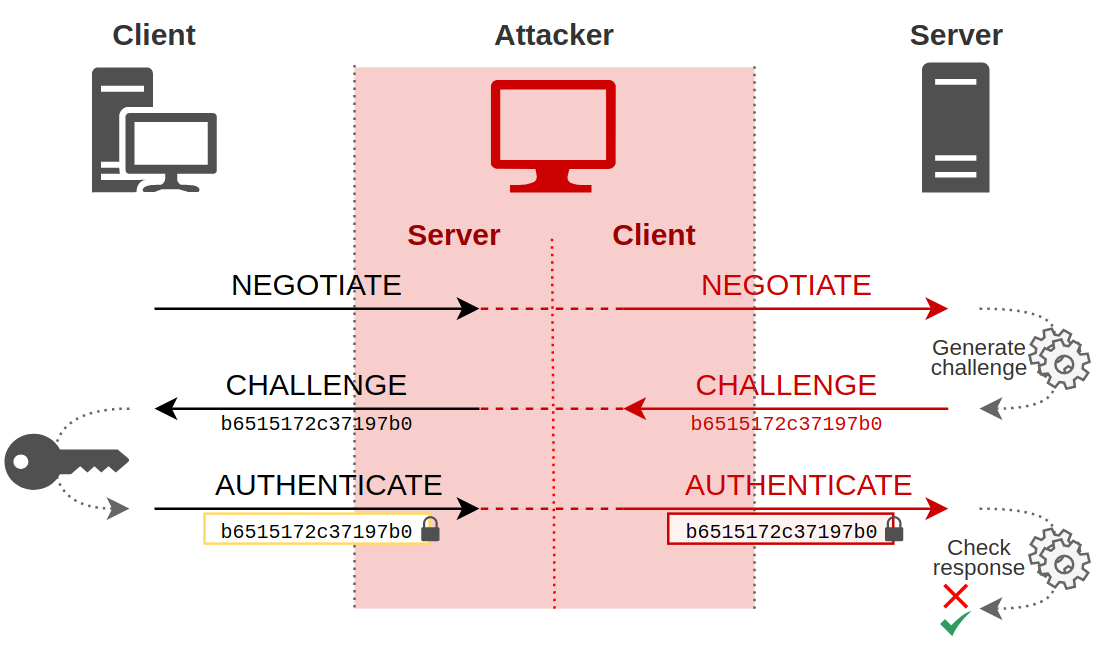 Client
Attacker
Server
Server
Client
NEGOTIATE
NEGOTIATE
Generate
challenge
CHALLENGE
CHALLENGE
b6515172c37197b0
b6515172c37197b0
AUTHENTICATE
AUTHENTICATE
b6515172c37197b0
b6515172c37197b0
Check
response